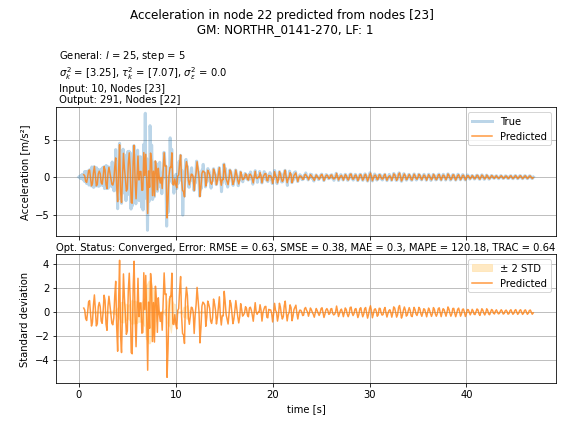 Acceleration in node 22 predicted from nodes [23]
GM: NORTHR_0141-270, LF: 1
General: l = 25, step = 5
σ²ₖ = [3.25], τ²ₖ = [7.07], σ²ε = 0.0
Input: 10, Nodes [23]
Output: 291, Nodes [22]
True
Predicted
Acceleration [m/s²]
5
0
−5
Opt. Status: Converged, Error: RMSE = 0.63, SMSE = 0.38, MAE = 0.3, MAPE = 120.18, TRAC = 0.64
± 2 STD
Predicted
Standard deviation
4
2
0
−2
−4
0 10 20 30 40
time [s]